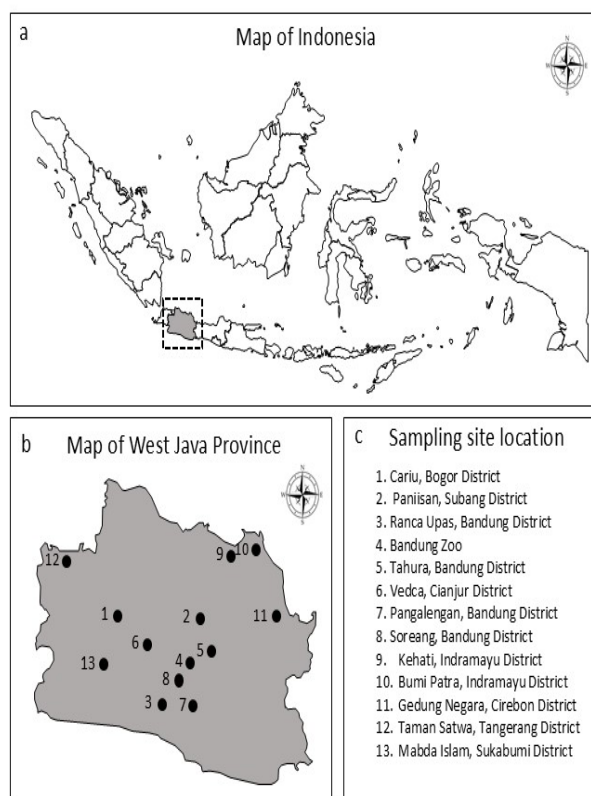 a
Map of Indonesia
N
W
E
S
b
Map of West Java Province
N
W
E
S
12
9
10
1
2
11
6
5
13
4
8
3
7
c
Sampling site location
1. Cariu, Bogor District
2. Paniisan, Subang District
3. Ranca Upas, Bandung District
4. Bandung Zoo
5. Tahura, Bandung District
6. Vedca, Cianjur District
7. Pangalengan, Bandung District
8. Soreang, Bandung District
9. Kehati, Indramayu District
10. Bumi Patra, Indramayu District
11. Gedung Negara, Cirebon District
12. Taman Satwa, Tangerang District
13. Mabda Islam, Sukabumi District